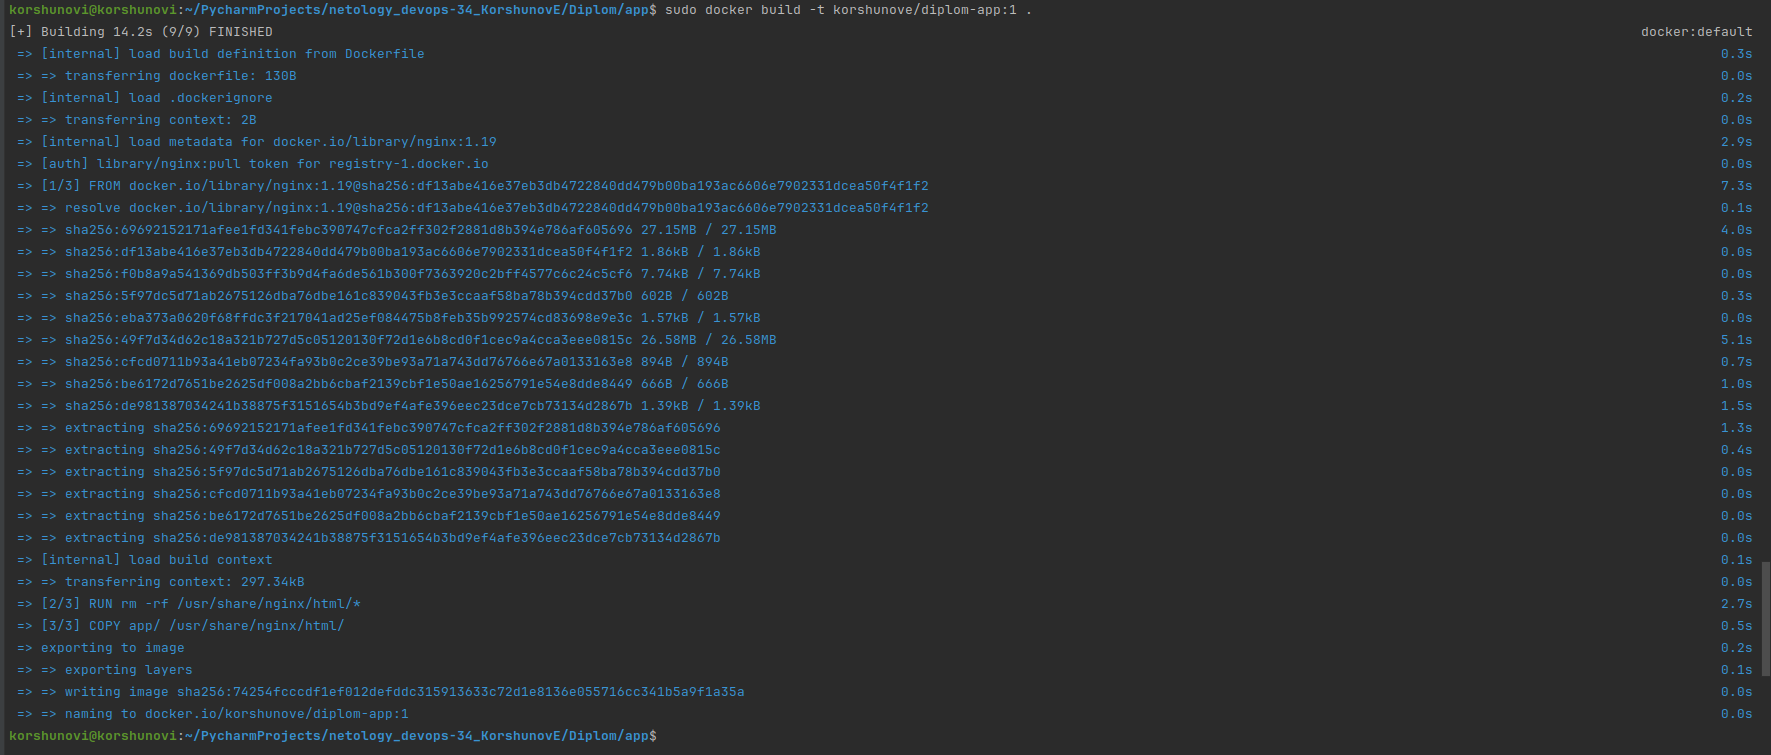 korshunovi@korshunovi:~/PycharmProjects/netology_devops-34_KorshunovE/Diplom/app$ sudo docker build -t korshunove/diplom-app:1 .
[+] Building 14.2s (9/9) FINISHED docker:default
=> [internal] load build definition from Dockerfile 0.3s
=> => transferring dockerfile: 130B 0.0s
=> [internal] load .dockerignore 0.2s
=> => transferring context: 2B 0.0s
=> [internal] load metadata for docker.io/library/nginx:1.19 2.9s
=> [auth] library/nginx:pull token for registry-1.docker.io 0.0s
=> [1/3] FROM docker.io/library/nginx:1.19@sha256:df13abe416e37eb3db4722840dd479b00ba193ac6606e7902331dcea50f4f1f2 7.3s
=> => resolve docker.io/library/nginx:1.19@sha256:df13abe416e37eb3db4722840dd479b00ba193ac6606e7902331dcea50f4f1f2 0.1s
=> => sha256:69692152171afee1fd341febc390747cfca2ff302f2881d8b394e786af605696 27.15MB / 27.15MB 4.0s
=> => sha256:df13abe416e37eb3db4722840dd479b00ba193ac6606e7902331dcea50f4f1f2 1.86kB / 1.86kB 0.0s
=> => sha256:f0b8a9a541369db503ff3b9d4fa6de561b300f7363920c2bff4577c6c24c5cf6 7.74kB / 7.74kB 0.0s
=> => sha256:5f97dc5d71ab2675126dba76dbe161c839043fb3e3ccaaf58ba78b394cdd37b0 602B / 602B 0.3s
=> => sha256:eba373a0620f68ffdc3f217041ad25ef084475b8feb35b992574cd83698e9e3c 1.57kB / 1.57kB 0.0s
=> => sha256:49f7d34d62c18a321b727d5c05120130f72d1e6b8cd0f1cec9a4cca3eee0815c 26.58MB / 26.58MB 5.1s
=> => sha256:cfcd0711b93a41eb07234fa93b0c2ce39be93a71a743dd76766e67a0133163e8 894B / 894B 0.7s
=> => sha256:be6172d7651be2625df008a2bb6cbaf2139cbf1e50ae16256791e54e8dde8449 666B / 666B 1.0s
=> => sha256:de981387034241b38875f3151654b3bd9ef4afe396eec23dce7cb73134d2867b 1.39kB / 1.39kB 1.5s
=> => extracting sha256:69692152171afee1fd341febc390747cfca2ff302f2881d8b394e786af605696 1.3s
=> => extracting sha256:49f7d34d62c18a321b727d5c05120130f72d1e6b8cd0f1cec9a4cca3eee0815c 0.4s
=> => extracting sha256:5f97dc5d71ab2675126dba76dbe161c839043fb3e3ccaaf58ba78b394cdd37b0 0.0s
=> => extracting sha256:cfcd0711b93a41eb07234fa93b0c2ce39be93a71a743dd76766e67a0133163e8 0.0s
=> => extracting sha256:be6172d7651be2625df008a2bb6cbaf2139cbf1e50ae16256791e54e8dde8449 0.0s
=> => extracting sha256:de981387034241b38875f3151654b3bd9ef4afe396eec23dce7cb73134d2867b 0.0s
=> [internal] load build context 0.1s
=> => transferring context: 297.34kB 0.0s
=> [2/3] RUN rm -rf /usr/share/nginx/html/* 2.7s
=> [3/3] COPY app/ /usr/share/nginx/html/ 0.5s
=> exporting to image 0.2s
=> => exporting layers 0.1s
=> => writing image sha256:74254fcccdf1ef012defddc315913633c72d1e8136e055716cc341b5a9f1a35a 0.0s
=> => naming to docker.io/korshunove/diplom-app:1 0.0s
korshunovi@korshunovi:~/PycharmProjects/netology_devops-34_KorshunovE/Diplom/app$